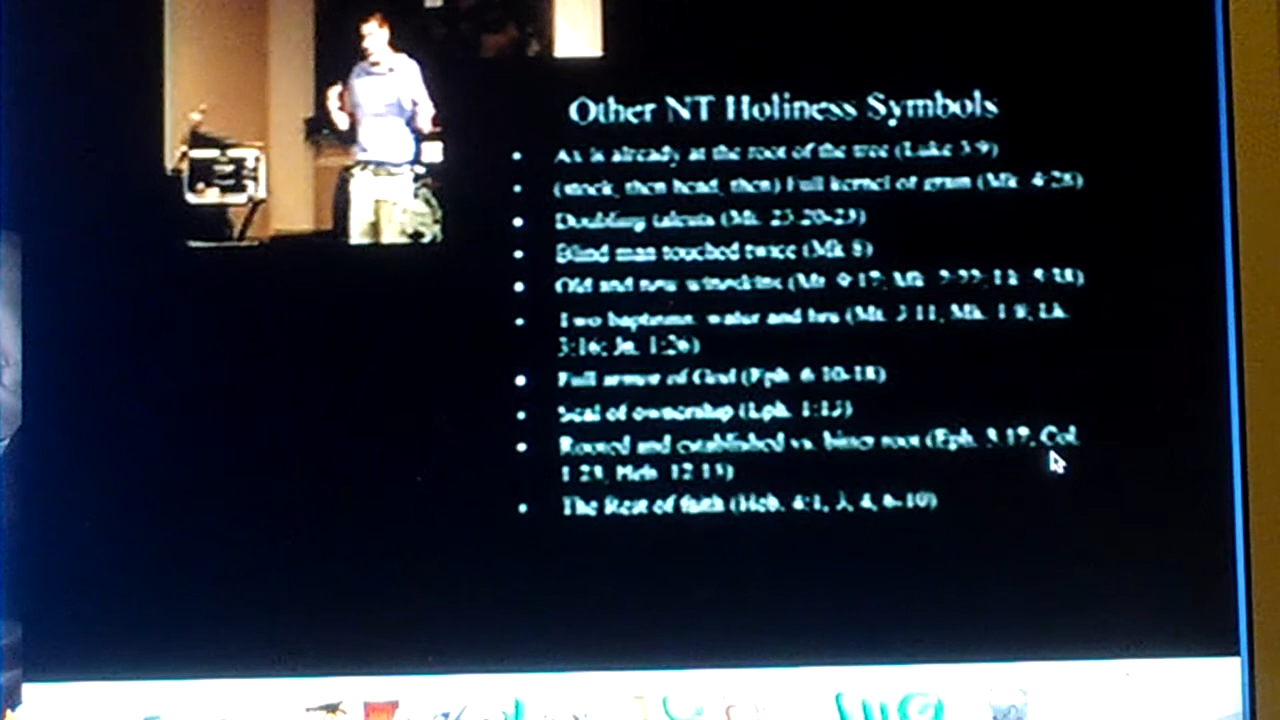 Other NT Holiness Symbols
• Ax is already at the root of the tree (Luke 3:9)
• (stock, then head, then) Full kernel of grain (Mk. 4:28)
• Doubling talents (Mt. 25:20-23)
• Blind man touched twice (Mk 8)
• Old and new wineskins (Mt. 9:17; Mk. 2:22; Lk. 5:38)
• Two baptisms: water and fire (Mt. 3:11, Mk. 1:8; Lk.
3:16; Jn. 1:26)
• Full armor of God (Eph. 6:10-18)
• Seal of ownership (Eph. 1:13)
• Rooted and established vs. bitter root (Eph. 3:17, Col.
1:23, Heb. 12:15)
• The Rest of faith (Heb. 4:1, 3, 4, 6-10)